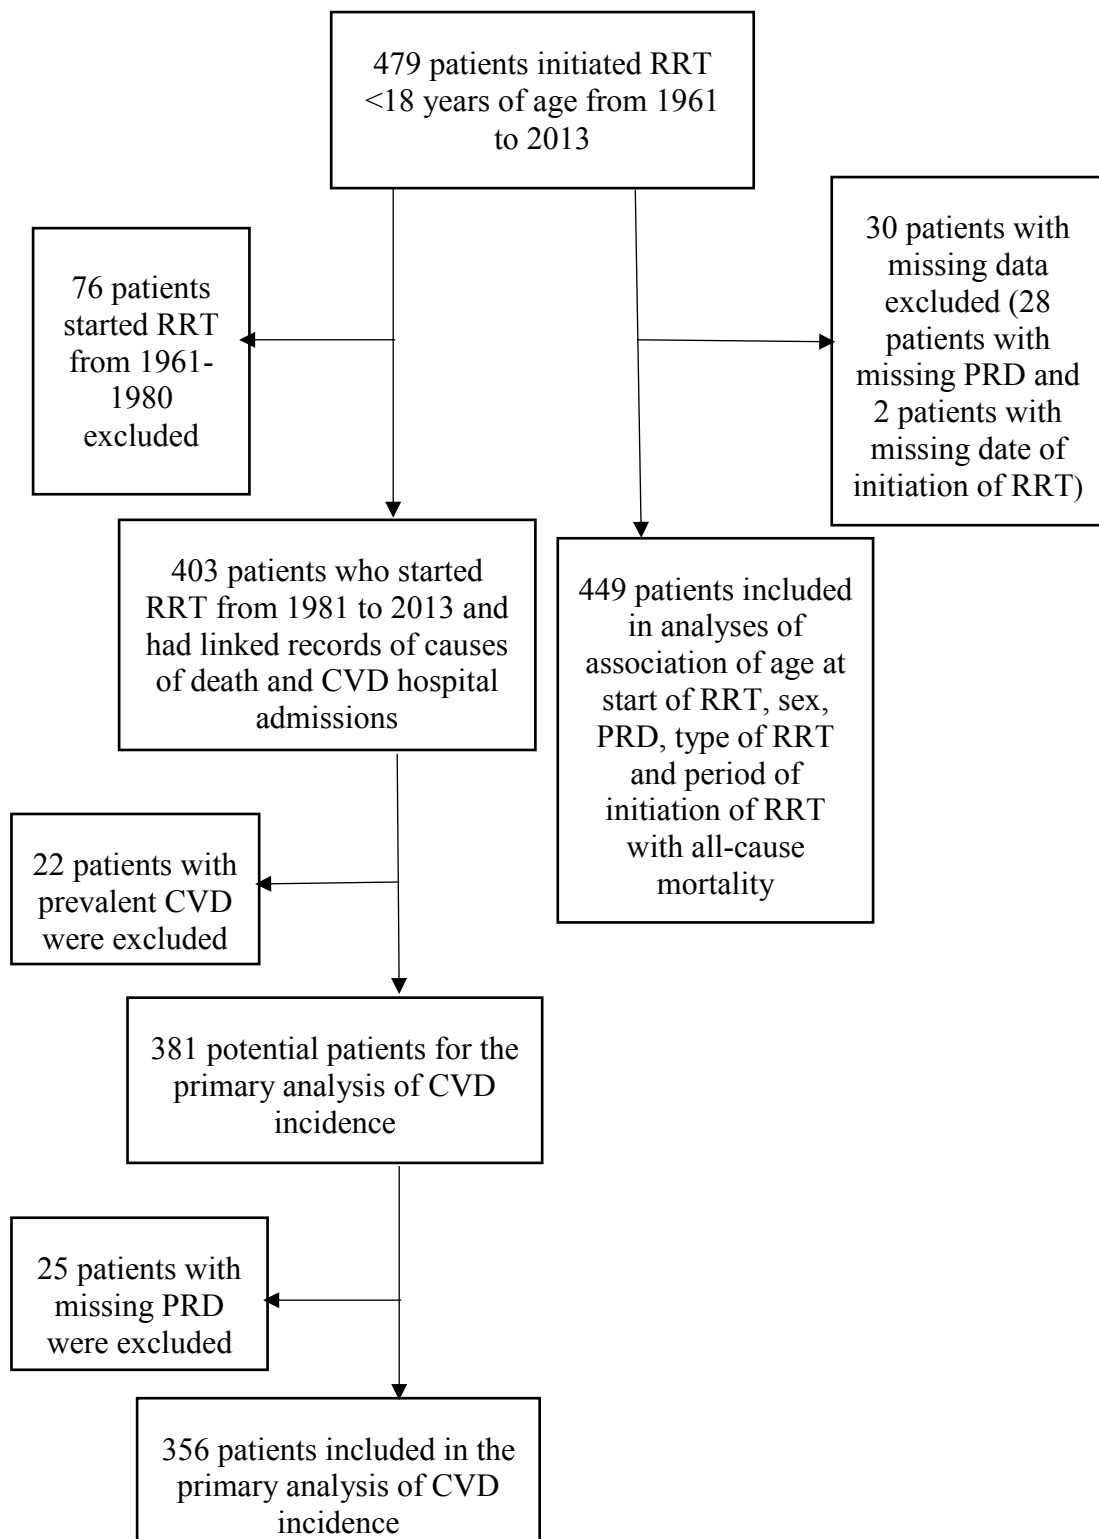 479 patients initiated RRT
<18 years of age from 1961
to 2013
76 patients
started RRT
from 1961-
1980
excluded
30 patients with
missing data
excluded (28
patients with
missing PRD and
2 patients with
missing date of
initiation of RRT)
403 patients who started
RRT from 1981 to 2013 and
had linked records of causes
of death and CVD hospital
admissions
449 patients included
in analyses of
association of age at
start of RRT, sex,
PRD, type of RRT
and period of
initiation of RRT
with all-cause
mortality
22 patients with
prevalent CVD
were excluded
381 potential patients for the
primary analysis of CVD
incidence
25 patients with
missing PRD
were excluded
356 patients included in the
primary analysis of CVD
incidence